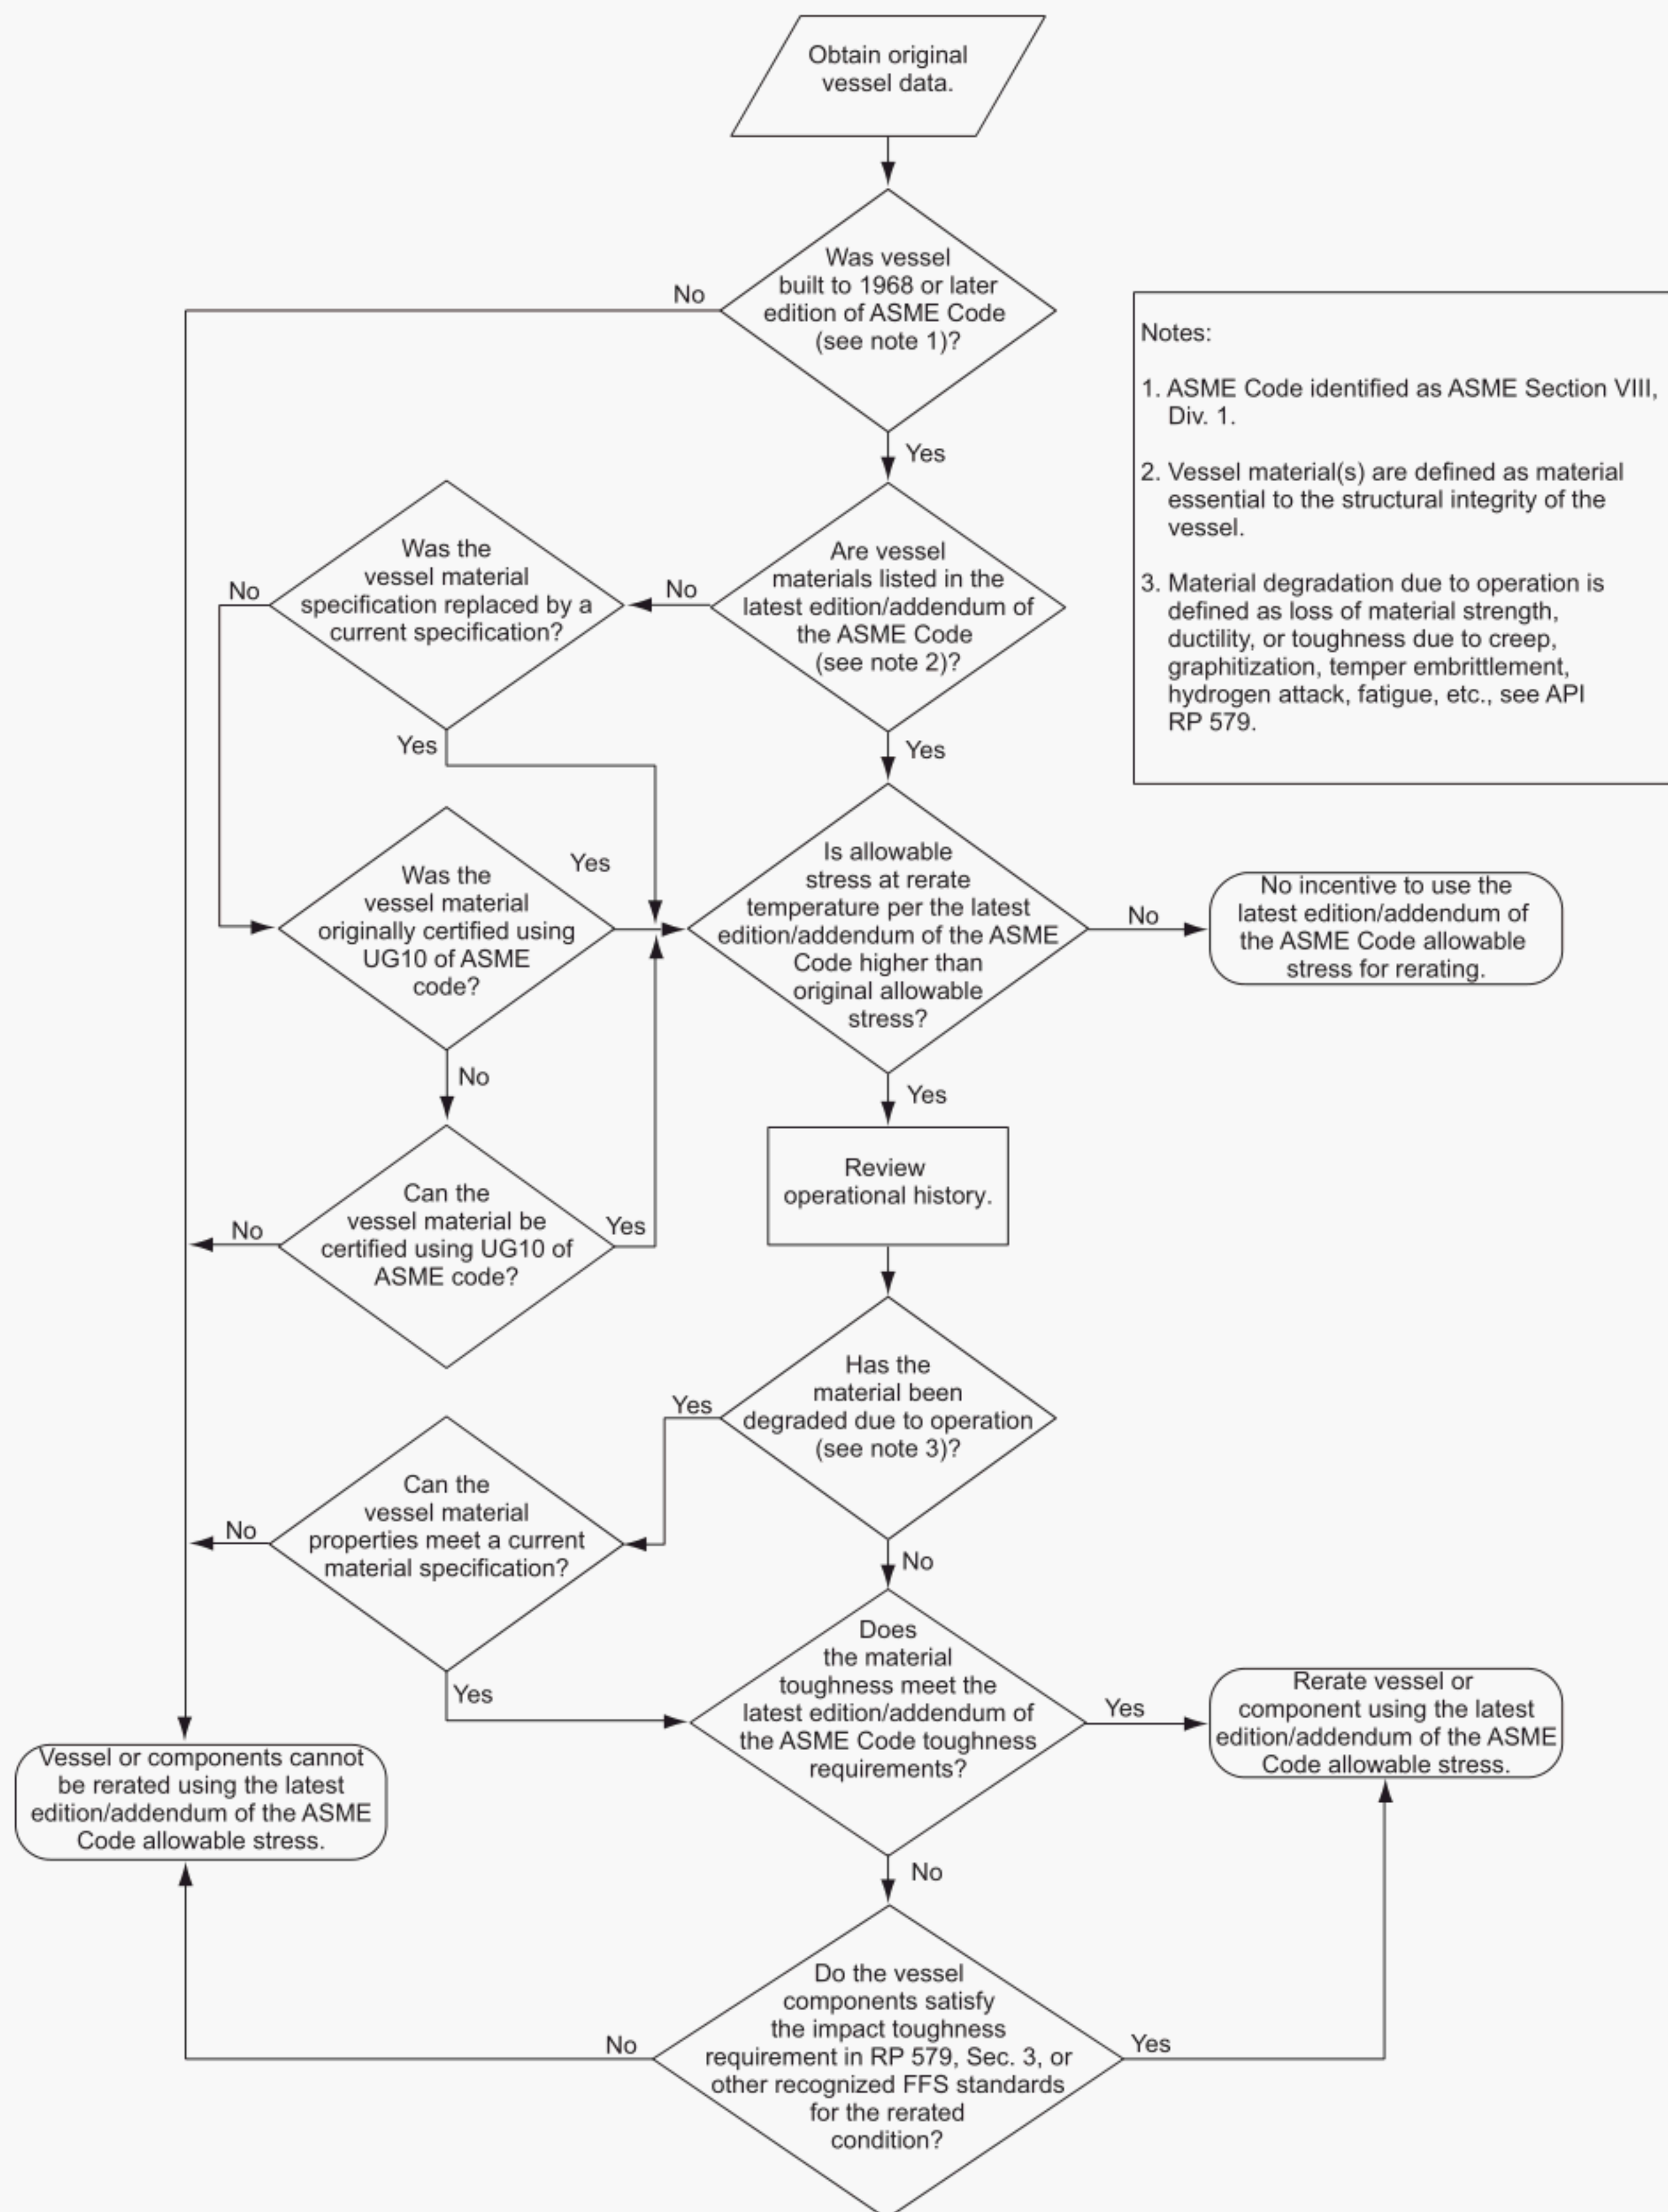 Obtain original
vessel data.
Was vessel
built to 1968 or later
edition of ASME Code
(see note 1)?
No
Yes
Notes:
1. ASME Code identified as ASME Section VIII,
Div. 1.
2. Vessel material(s) are defined as material
essential to the structural integrity of the
vessel.
3. Material degradation due to operation is
defined as loss of material strength,
ductility, or toughness due to creep,
graphitization, temper embrittlement,
hydrogen attack, fatigue, etc., see API
RP 579.
Are vessel
materials listed in the
latest edition/addendum of
the ASME Code
(see note 2)?
No
Yes
Was the
vessel material
specification replaced by a
current specification?
No
Yes
Was the
vessel material
originally certified using
UG10 of ASME
code?
Yes
No
Is allowable
stress at rerate
temperature per the latest
edition/addendum of the ASME
Code higher than
original allowable
stress?
No
Yes
No incentive to use the
latest edition/addendum of
the ASME Code allowable
stress for rerating.
Can the
vessel material be
certified using UG10 of
ASME code?
No
Yes
Review
operational history.
Has the
material been
degraded due to operation
(see note 3)?
Yes
No
Can the
vessel material
properties meet a current
material specification?
No
Yes
Does
the material
toughness meet the
latest edition/addendum of
the ASME Code toughness
requirements?
Yes
No
Rerate vessel or
component using the latest
edition/addendum of the ASME
Code allowable stress.
Vessel or components cannot
be rerated using the latest
edition/addendum of the ASME
Code allowable stress.
Do the vessel
components satisfy
the impact toughness
requirement in RP 579, Sec. 3, or
other recognized FFS standards
for the rerated
condition?
No
Yes